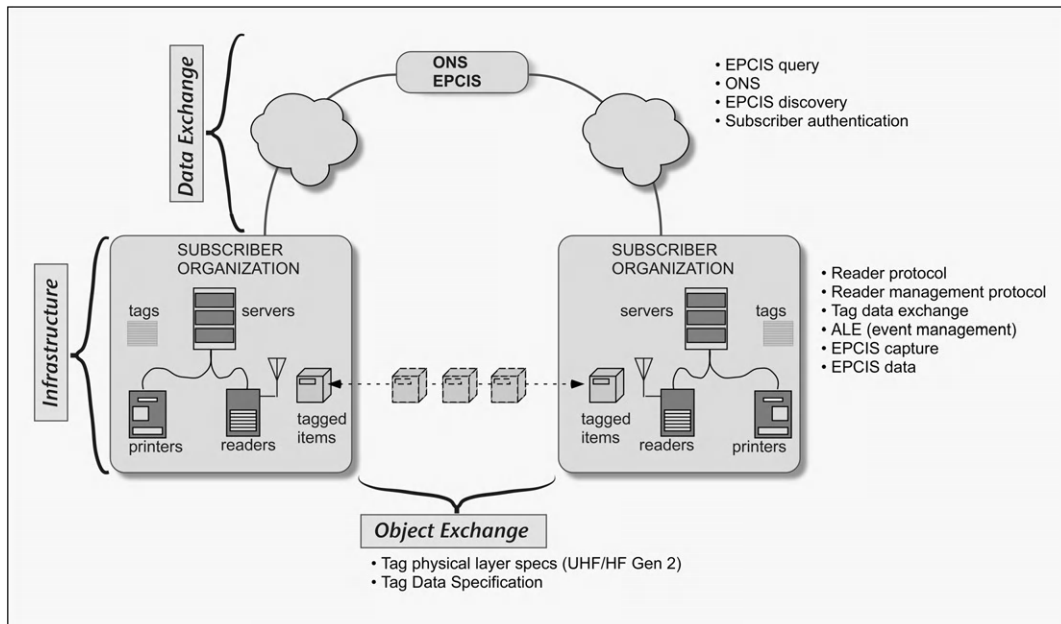 Data Exchange
ONS
EPCIS
• EPCIS query
• ONS
• EPCIS discovery
• Subscriber authentication
Infrastructure
SUBSCRIBER
ORGANIZATION
tags
servers
printers
readers
tagged
items
SUBSCRIBER
ORGANIZATION
servers
tags
tagged
items
readers
printers
• Reader protocol
• Reader management protocol
• Tag data exchange
• ALE (event management)
• EPCIS capture
• EPCIS data
Object Exchange
• Tag physical layer specs (UHF/HF Gen 2)
• Tag Data Specification